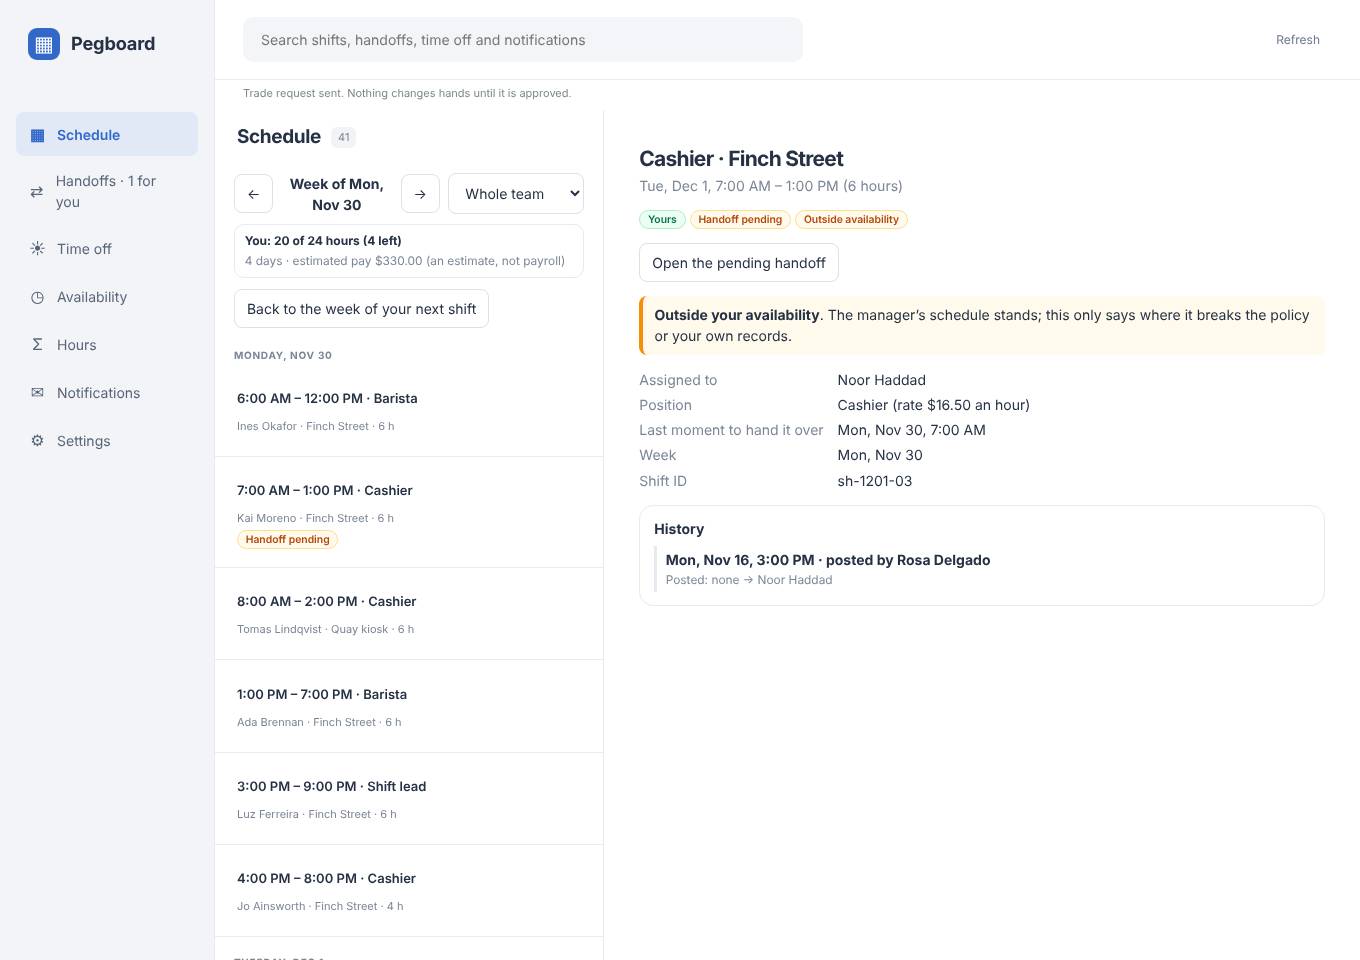 Pegboard
Search shifts, handoffs, time off and notifications
Refresh
Trade request sent. Nothing changes hands until it is approved.
Schedule
Handoffs · 1 for
you
Time off
Availability
Hours
Notifications
Settings
Schedule 41
← Week of Mon,
Nov 30 → Whole team
You: 20 of 24 hours (4 left)
4 days · estimated pay $330.00 (an estimate, not payroll)
Back to the week of your next shift
MONDAY, NOV 30
6:00 AM – 12:00 PM · Barista
Ines Okafor · Finch Street · 6 h
7:00 AM – 1:00 PM · Cashier
Kai Moreno · Finch Street · 6 h
Handoff pending
8:00 AM – 2:00 PM · Cashier
Tomas Lindqvist · Quay kiosk · 6 h
1:00 PM – 7:00 PM · Barista
Ada Brennan · Finch Street · 6 h
3:00 PM – 9:00 PM · Shift lead
Luz Ferreira · Finch Street · 6 h
4:00 PM – 8:00 PM · Cashier
Jo Ainsworth · Finch Street · 4 h
Cashier · Finch Street
Tue, Dec 1, 7:00 AM – 1:00 PM (6 hours)
Yours Handoff pending Outside availability
Open the pending handoff
Outside your availability. The manager’s schedule stands; this only says where it breaks the policy
or your own records.
Assigned to Noor Haddad
Position Cashier (rate $16.50 an hour)
Last moment to hand it over Mon, Nov 30, 7:00 AM
Week Mon, Nov 30
Shift ID sh-1201-03
History
Mon, Nov 16, 3:00 PM · posted by Rosa Delgado
Posted: none → Noor Haddad